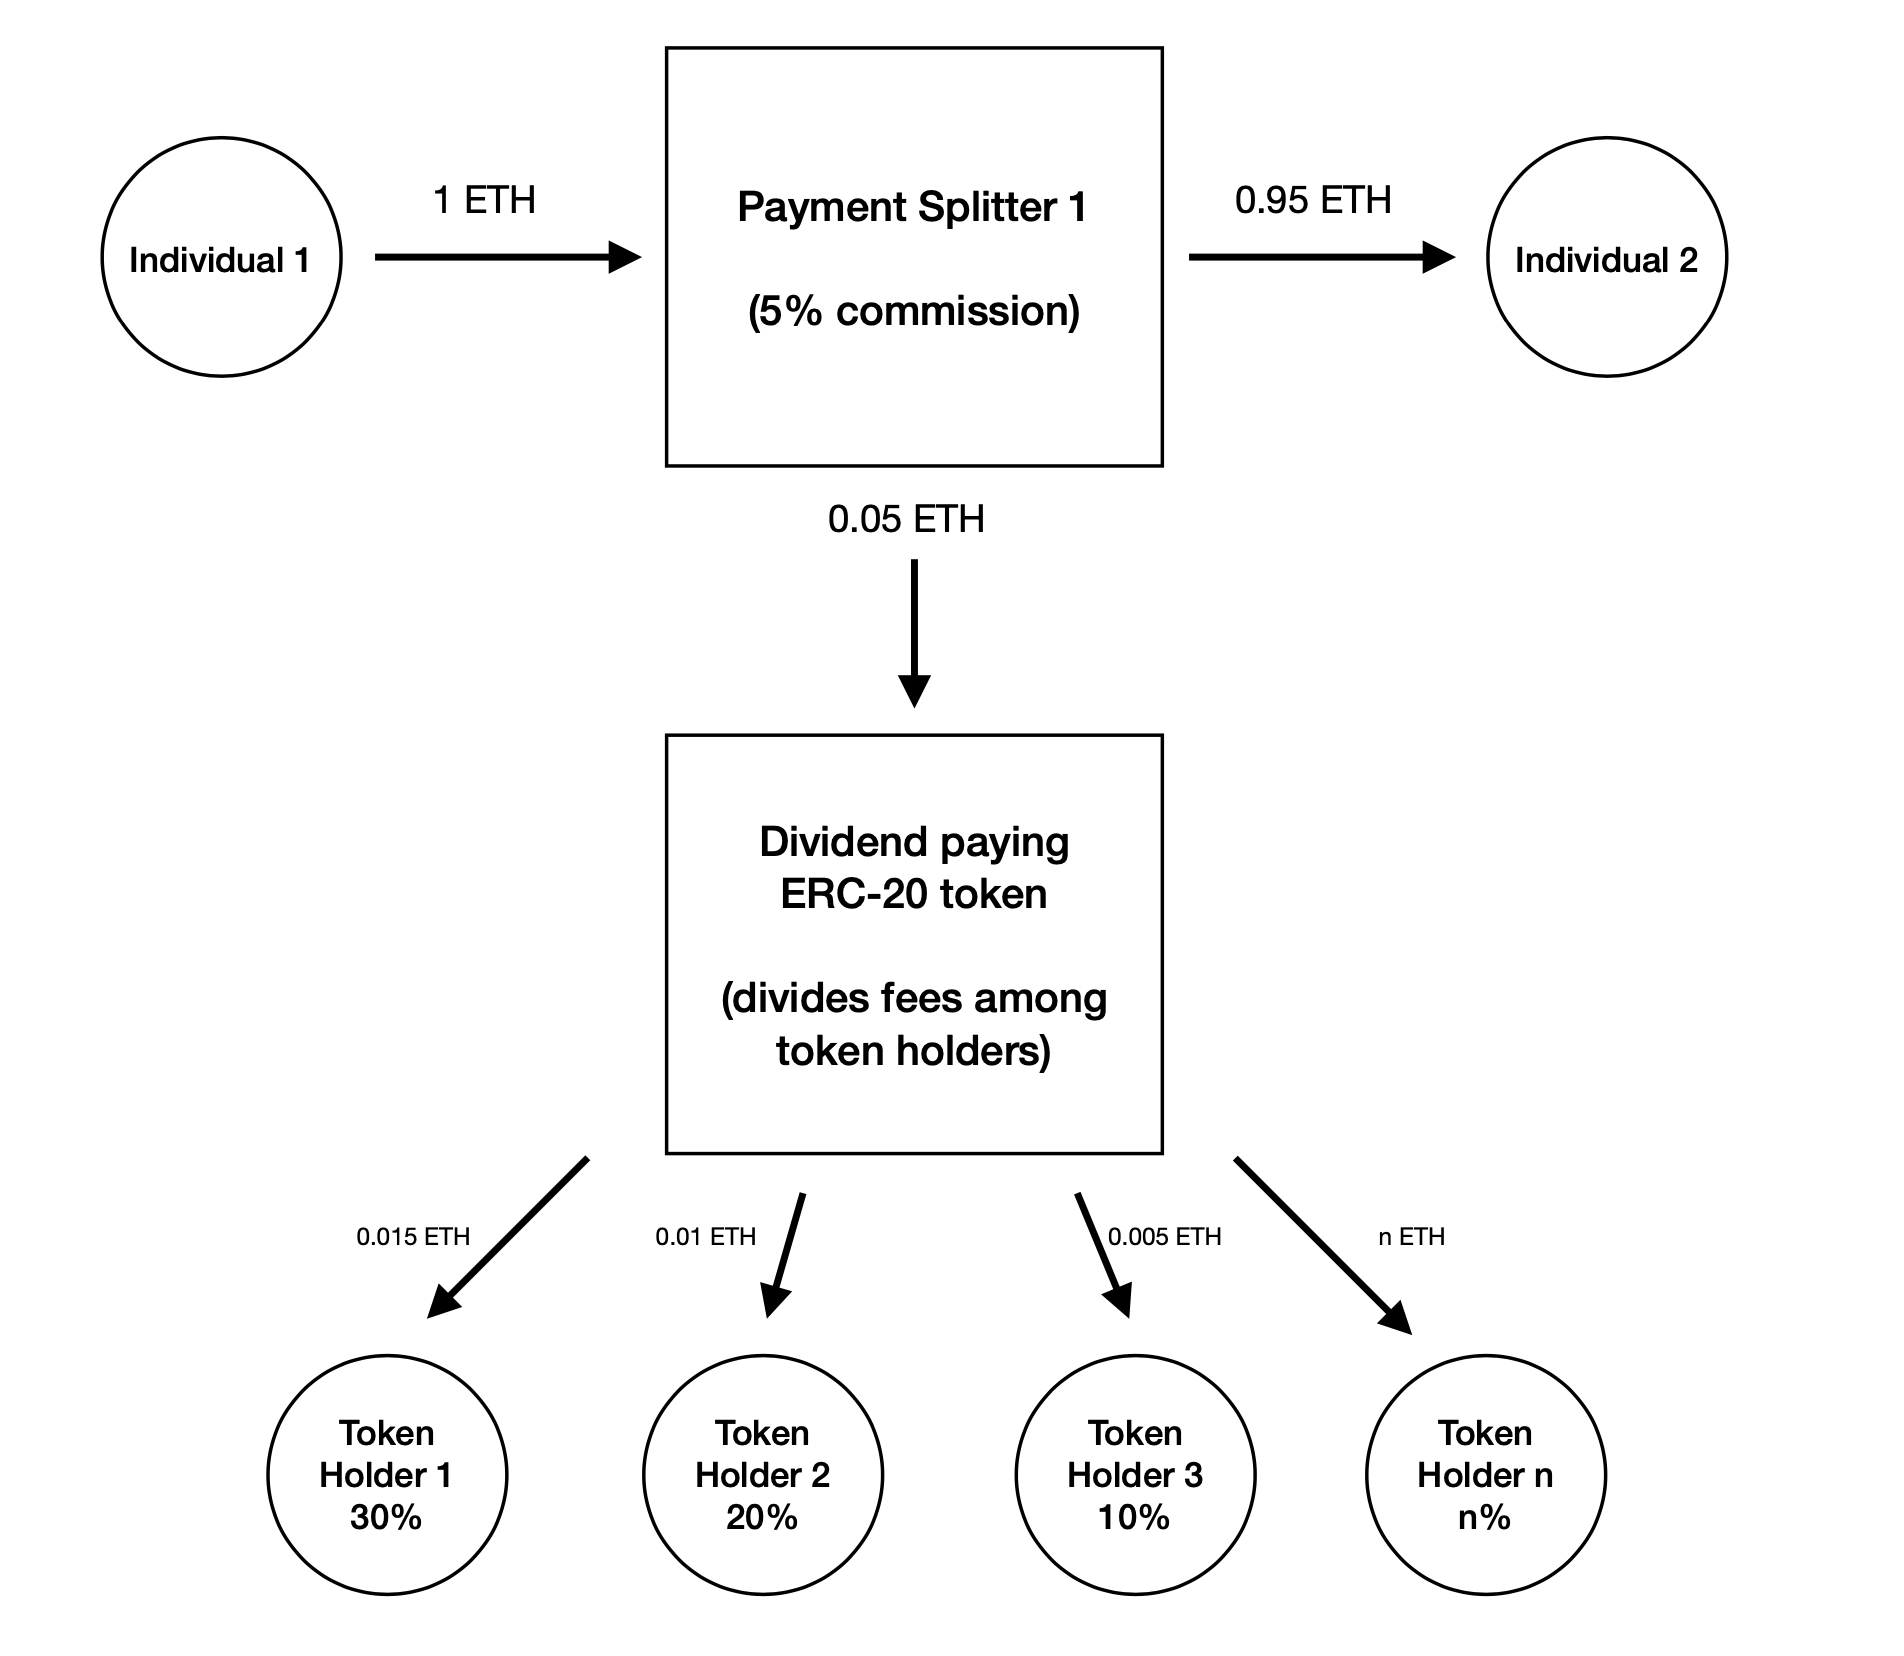 1 ETH
Payment Splitter 1
0.95 ETH
Individual 1
Individual 2
(5% commission)
0.05 ETH
Dividend paying
ERC-20 token
(divides fees among
token holders)
0.015 ETH
0.01 ETH
0.005 ETH
n ETH
Token
Holder 1
30%
Token
Holder 2
20%
Token
Holder 3
10%
Token
Holder n
n%